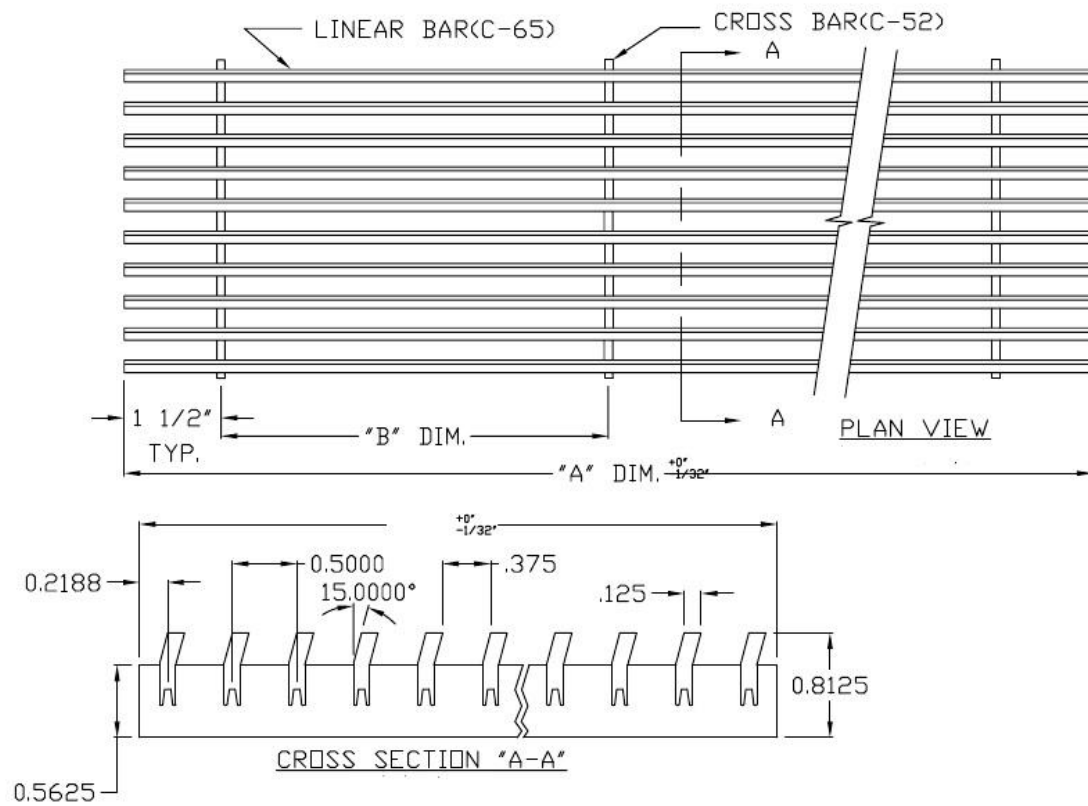 LINEAR BAR(C-65)
CROSS BAR(C-52)
A
A
1 1/2"
TYP.
"B" DIM.
PLAN VIEW
"A" DIM. +0" -1/32"
+0"
-1/32"
0.2188
0.5000
.375
15.0000°
.125
0.8125
CROSS SECTION "A-A"
0.5625